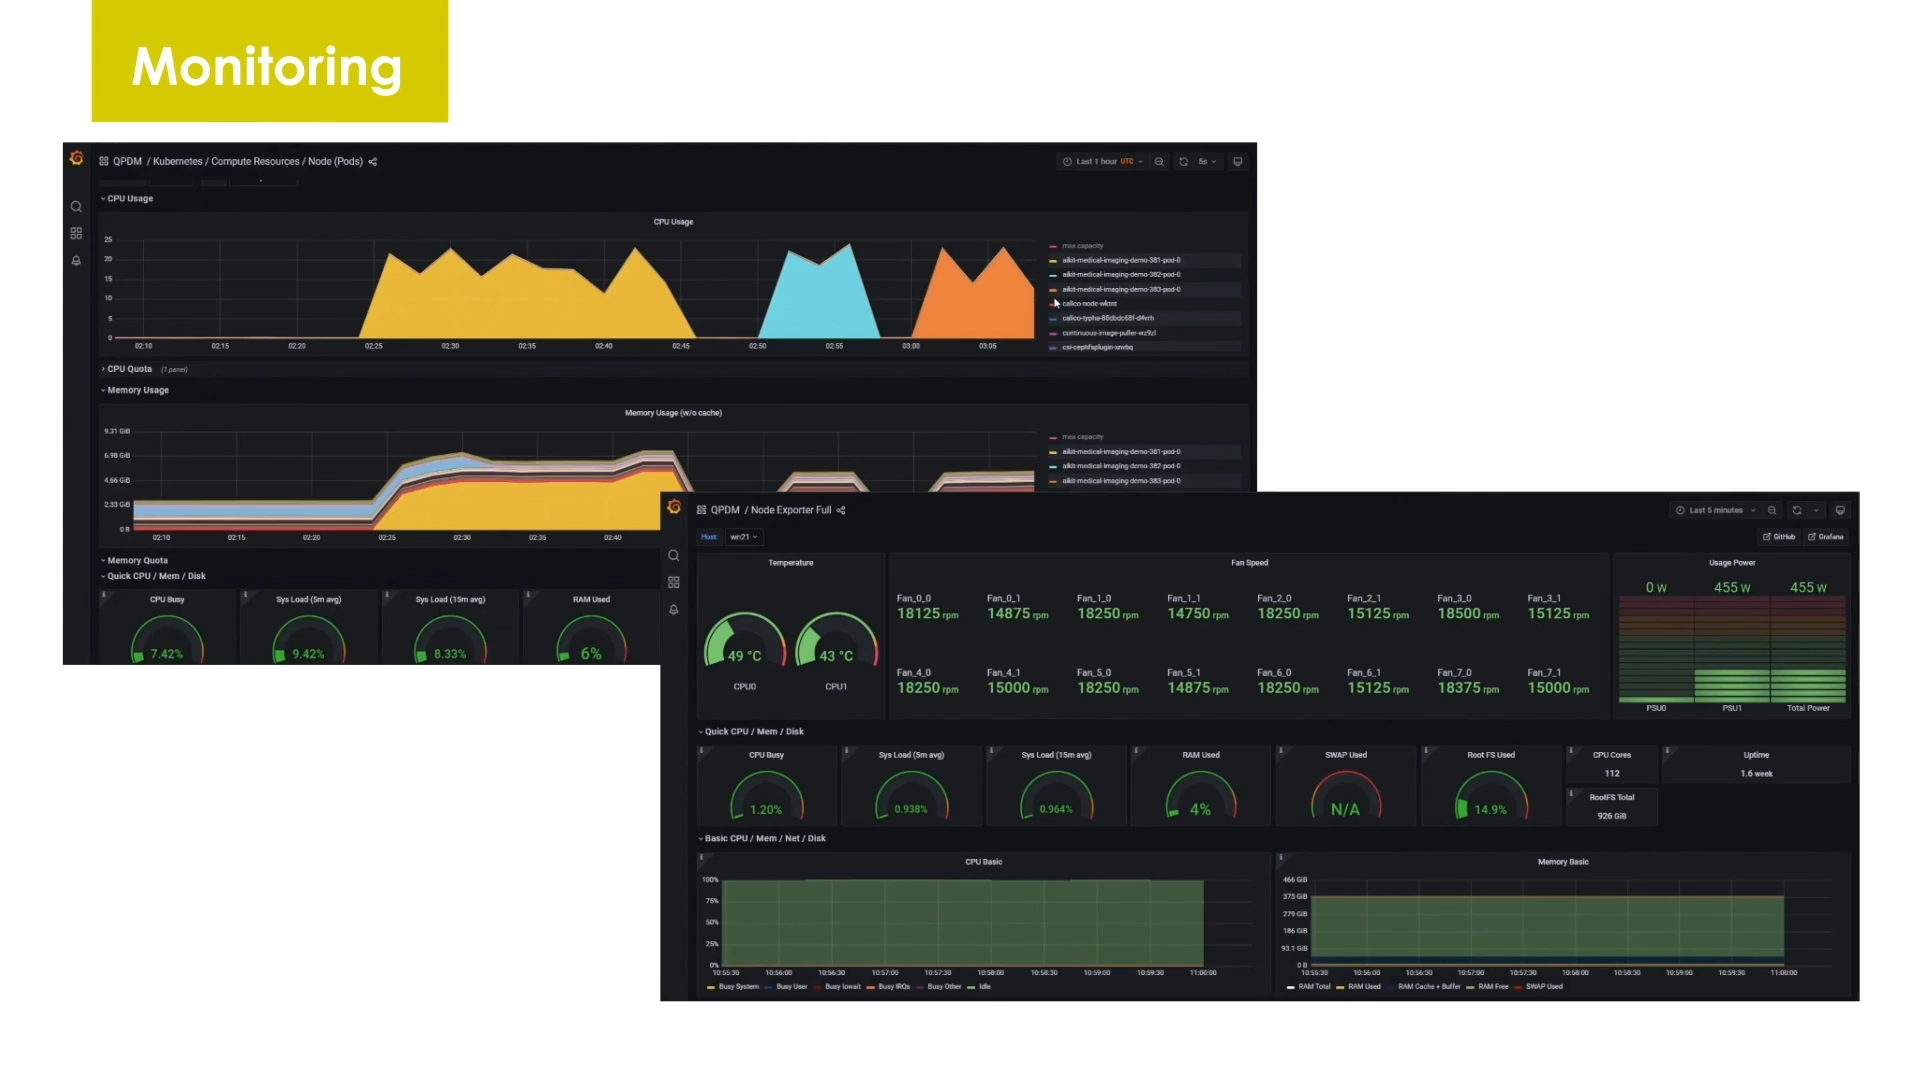 Monitoring
QPDM / Kubernetes / Compute Resources / Node (Pods)
Last 1 hour UTC
5s
CPU Usage
CPU Usage
25
20
15
10
5
0
02:10 02:15 02:20 02:25 02:30 02:35 02:40 02:45 02:50 02:55 03:00 03:05
max capacity
aikit-medical-imaging-demo-381-pod-0
aikit-medical-imaging-demo-382-pod-0
aikit-medical-imaging-demo-383-pod-0
calico-node-wktnt
calico-typha-88dbdc68f-d4vrh
continuous-image-puller-wz9zf
csi-cephfsplugin-snvbq
CPU Quota (1 panel)
Memory Usage
Memory Usage (w/o cache)
9.31 GiB
6.98 GiB
4.66 GiB
2.33 GiB
0 B
02:10 02:15 02:20 02:25 02:30 02:35 02:40
max capacity
aikit-medical-imaging-demo-381-pod-0
aikit-medical-imaging-demo-382-pod-0
aikit-medical-imaging-demo-383-pod-0
Memory Quota
Quick CPU / Mem / Disk
CPU Busy Sys Load (5m avg) Sys Load (15m avg) RAM Used
7.42% 9.42% 8.33% 6%
QPDM / Node Exporter Full
Last 5 minutes
Host: wn21
GitHub Grafana
Temperature
49 °C 43 °C
CPU0 CPU1
Fan Speed
Fan_0_0 Fan_0_1 Fan_1_0 Fan_1_1 Fan_2_0 Fan_2_1 Fan_3_0 Fan_3_1
18125 rpm 14875 rpm 18250 rpm 14750 rpm 18250 rpm 15125 rpm 18500 rpm 15125 rpm
Fan_4_0 Fan_4_1 Fan_5_0 Fan_5_1 Fan_6_0 Fan_6_1 Fan_7_0 Fan_7_1
18250 rpm 15000 rpm 18250 rpm 14875 rpm 18250 rpm 15125 rpm 18375 rpm 15000 rpm
Usage Power
0 W 455 W 455 W
PSU0 PSU1 Total Power
Quick CPU / Mem / Disk
CPU Busy Sys Load (5m avg) Sys Load (15m avg) RAM Used SWAP Used Root FS Used CPU Cores Uptime
112 1.6 week
RootFS Total
1.20% 0.938% 0.964% 4% N/A 14.9% 926 GiB
Basic CPU / Mem / Net / Disk
CPU Basic
100%
75%
50%
25%
0%
10:55:30 10:56:00 10:56:30 10:57:00 10:57:30 10:58:00 10:58:30 10:59:00 10:59:30 11:00:00
Busy System Busy User Busy Iowait Busy IRQs Busy Other Idle
Memory Basic
466 GiB
373 GiB
279 GiB
186 GiB
93.1 GiB
0 B
10:55:30 10:56:00 10:56:30 10:57:00 10:57:30 10:58:00 10:58:30 10:59:00 10:59:30 11:00:00
RAM Total RAM Used RAM Cache + Buffer RAM Free SWAP Used